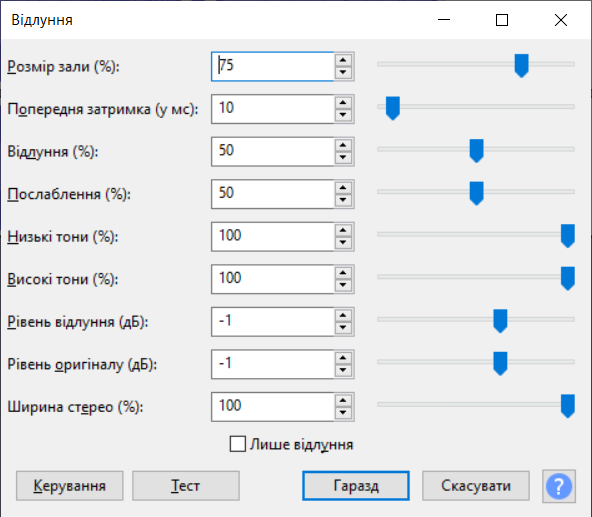 Відлуння
Розмір зали (%): 75
Попередня затримка (у мс): 10
Відлуння (%): 50
Послаблення (%): 50
Низькі тони (%): 100
Високі тони (%): 100
Рівень відлуння (дБ): -1
Рівень оригіналу (дБ): -1
Ширина стерео (%): 100
Лише відлуння
Керування Тест Гаразд Скасувати ?